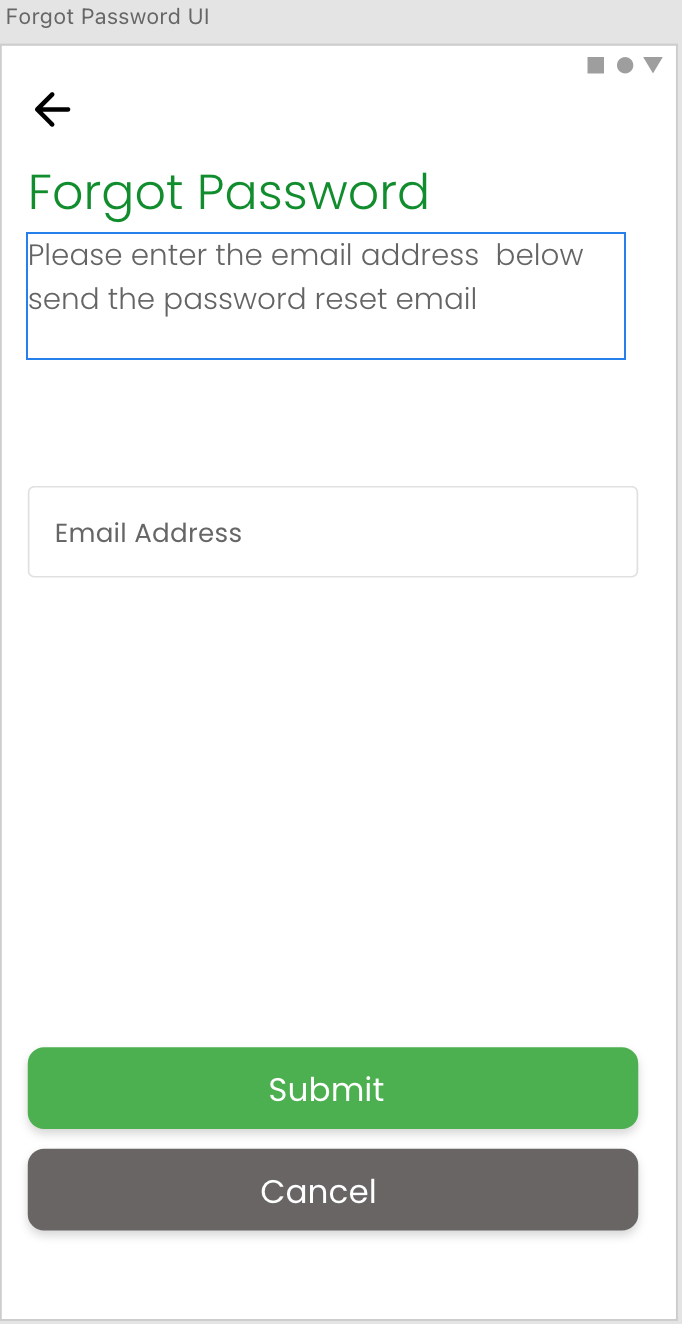 Forgot Password UI
Forgot Password
Please enter the email address  below
send the password reset email
Email Address
Submit
Cancel